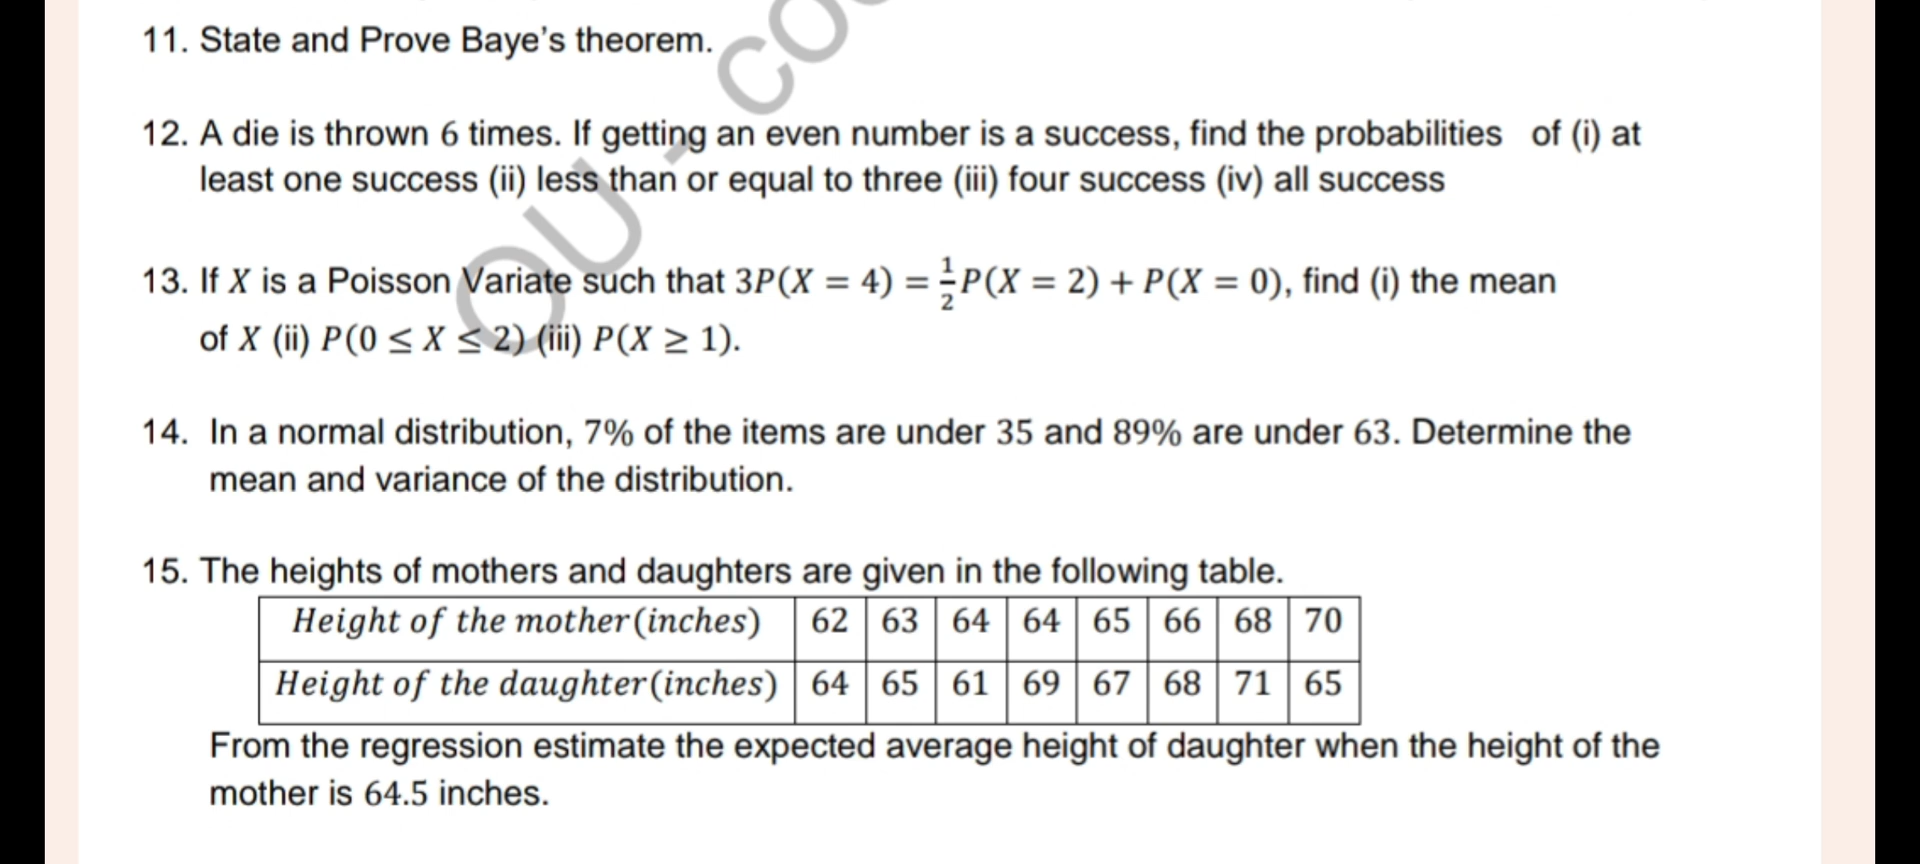 11. State and Prove Baye's theorem.
12. A die is thrown 6 times. If getting an even number is a success, find the probabilities of (i) at
least one success (ii) less than or equal to three (iii) four success (iv) all success
13. If X is a Poisson Variate such that 3P(X = 4) = 1/2 P(X = 2) + P(X = 0), find (i) the mean
of X (ii) P(0 ≤ X ≤ 2) (iii) P(X ≥ 1).
14. In a normal distribution, 7% of the items are under 35 and 89% are under 63. Determine the
mean and variance of the distribution.
15. The heights of mothers and daughters are given in the following table.
Height of the mother(inches) 62 63 64 64 65 66 68 70
Height of the daughter(inches) 64 65 61 69 67 68 71 65
From the regression estimate the expected average height of daughter when the height of the
mother is 64.5 inches.
OU - co